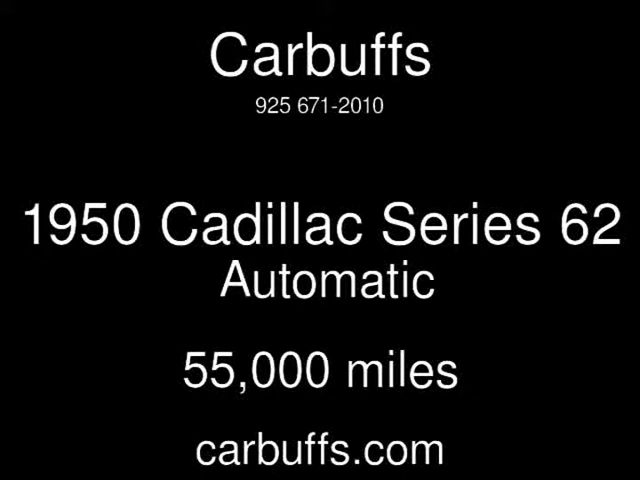 Carbuffs
925 671-2010
1950 Cadillac Series 62
Automatic
55,000 miles
carbuffs.com